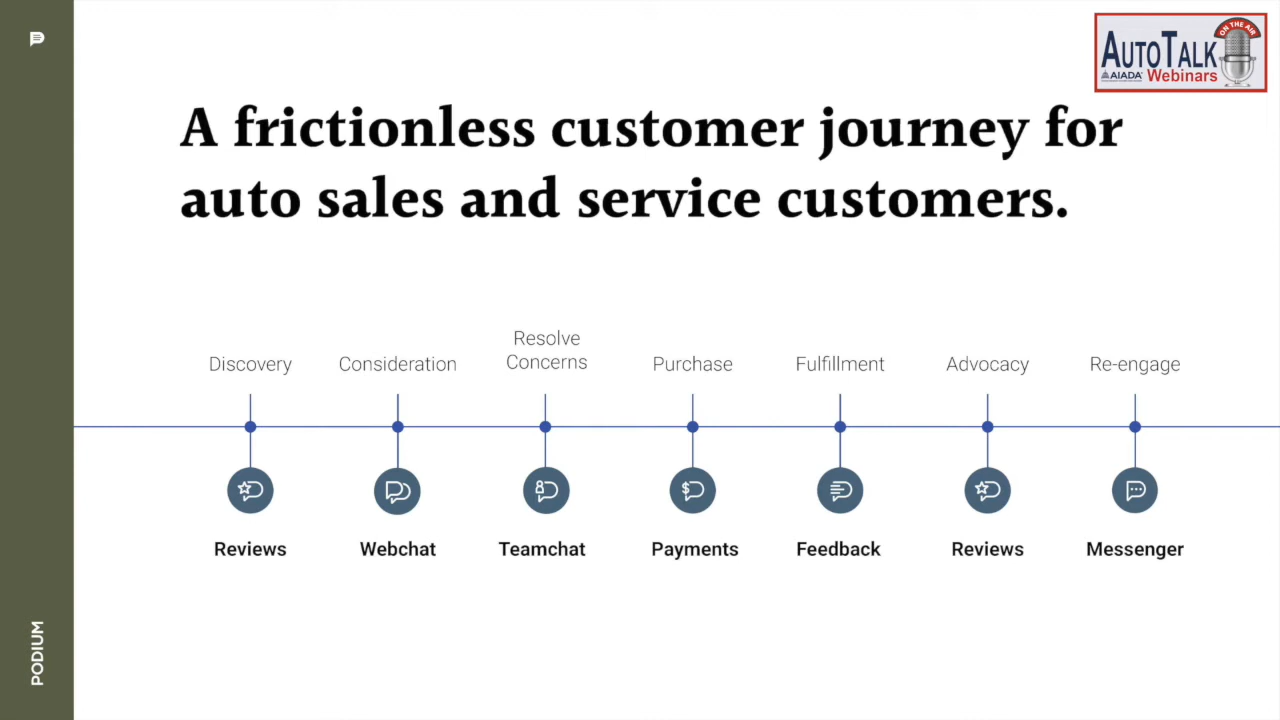 AUTOTALK
ON THE AIR
AIADA
Webinars
A frictionless customer journey for
auto sales and service customers.
Discovery
Consideration
Resolve
Concerns
Purchase
Fulfillment
Advocacy
Re-engage
Reviews
Webchat
Teamchat
Payments
Feedback
Reviews
Messenger
PODIUM